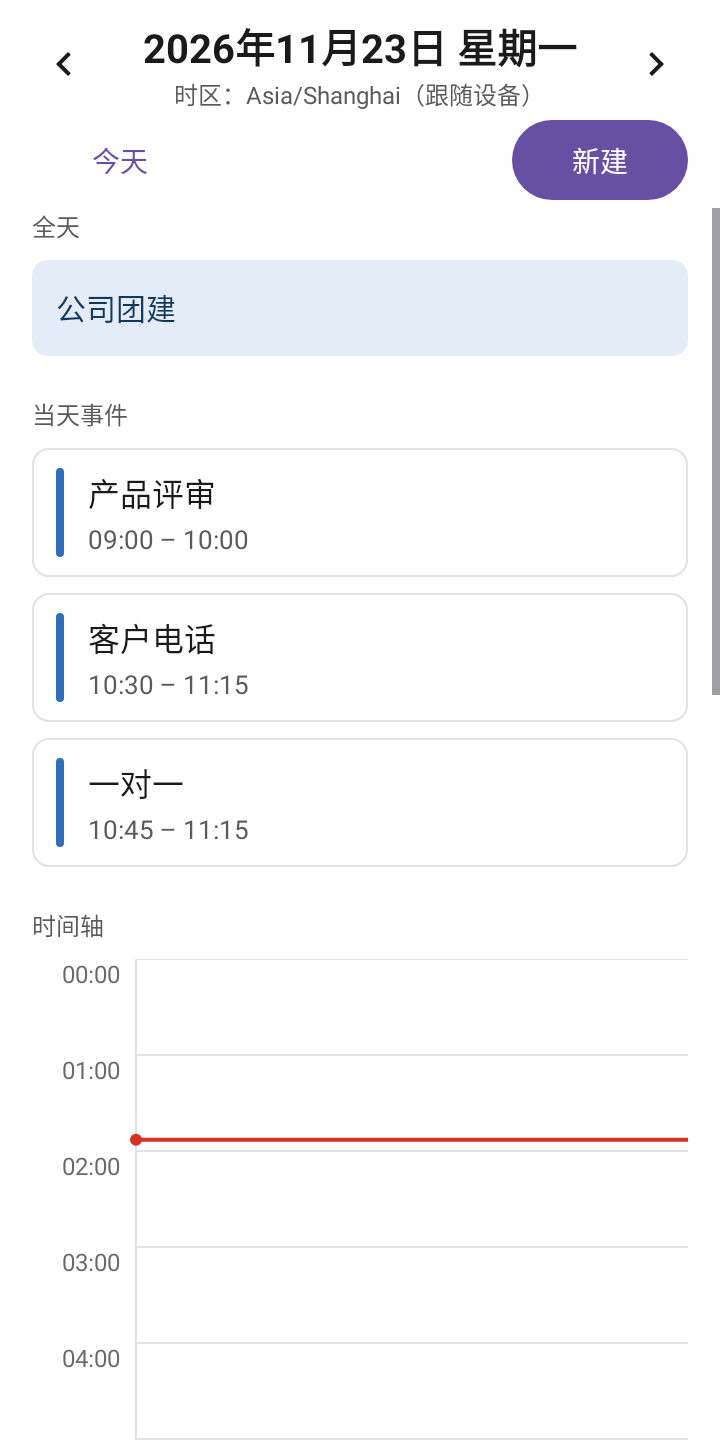 2026年11月23日 星期一
时区：Asia/Shanghai（跟随设备）
今天
新建
全天
公司团建
当天事件
产品评审
09:00 – 10:00
客户电话
10:30 – 11:15
一对一
10:45 – 11:15
时间轴
00:00
01:00
02:00
03:00
04:00